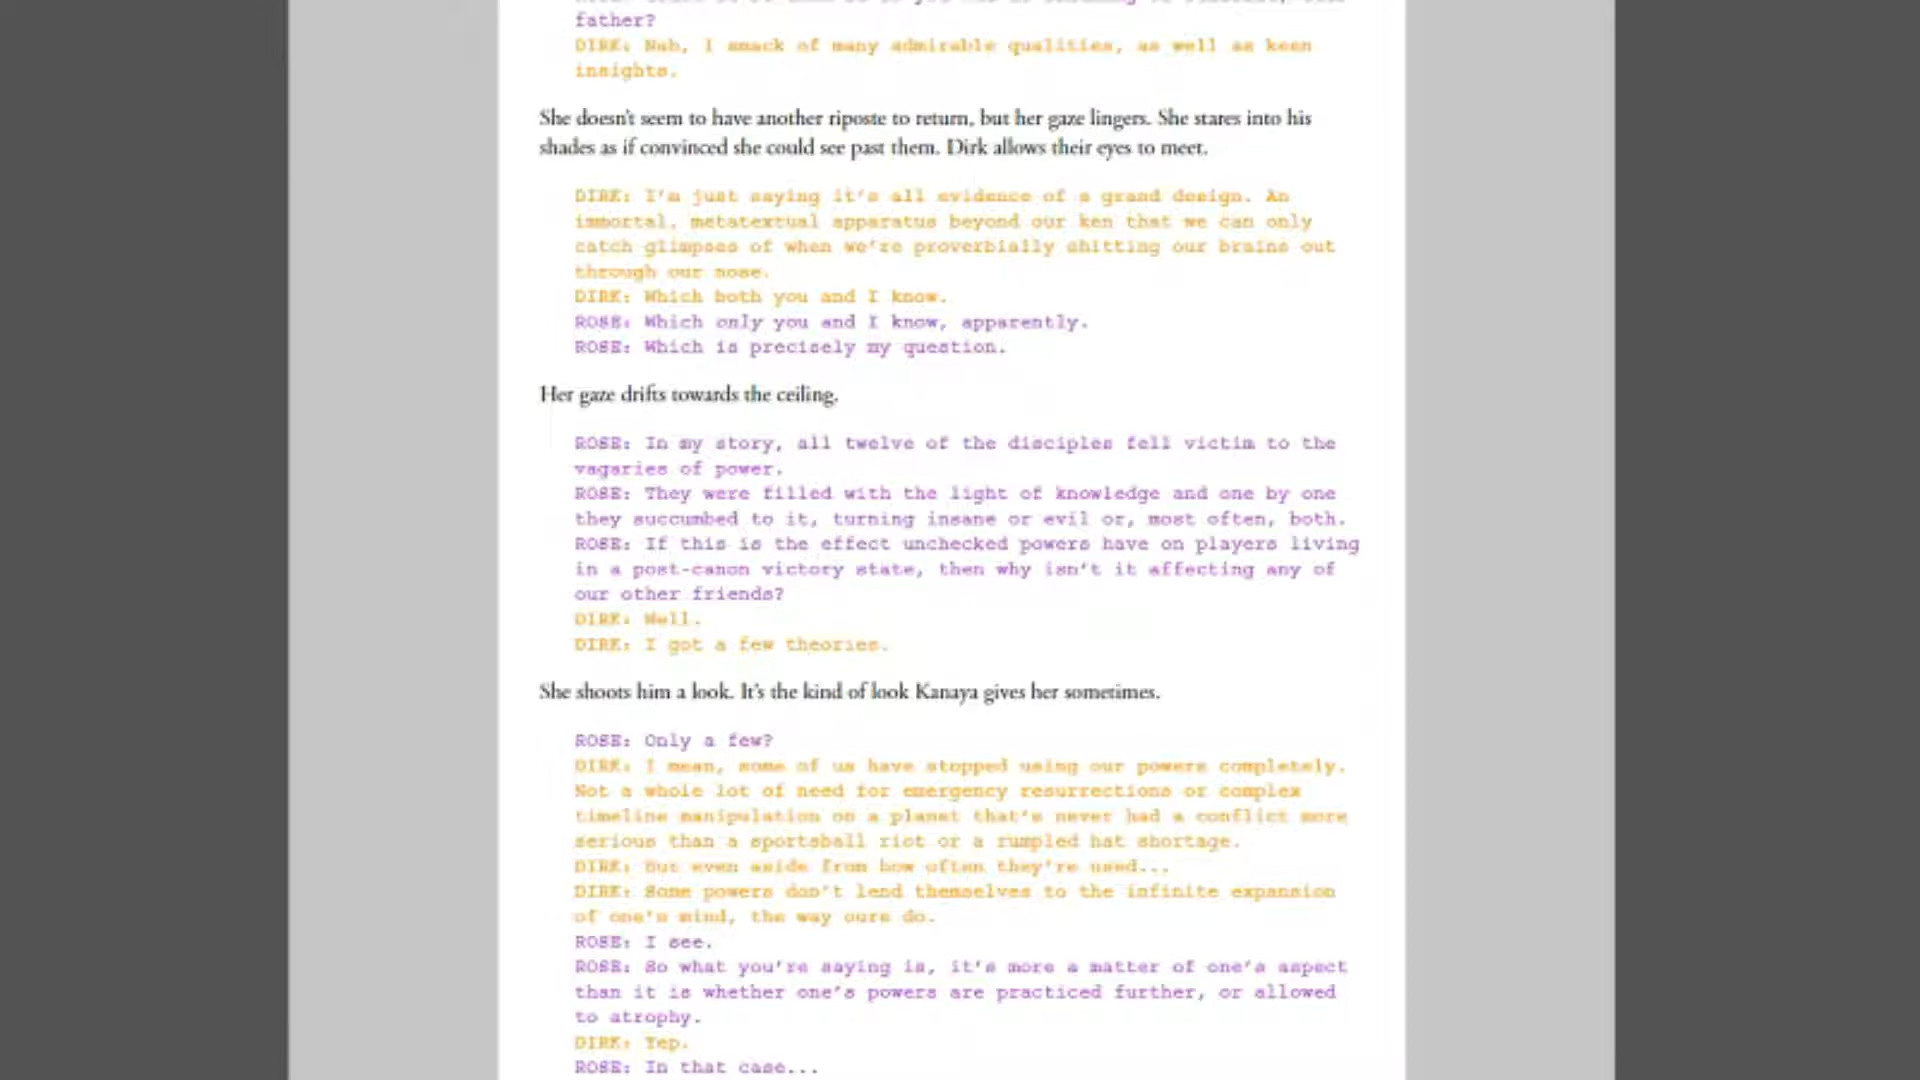 father?
DIRK: Nah, I smack of many admirable qualities, as well as keen
insights.
She doesn't seem to have another riposte to return, but her gaze lingers. She stares into his
shades as if convinced she could see past them. Dirk allows their eyes to meet.
DIRK: I'm just saying it's all evidence of a grand design. An
immortal, metatextual apparatus beyond our ken that we can only
catch glimpses of when we're proverbially shitting our brains out
through our nose.
DIRK: Which both you and I know.
ROSE: Which only you and I know, apparently.
ROSE: Which is precisely my question.
Her gaze drifts towards the ceiling.
ROSE: In my story, all twelve of the disciples fell victim to the
vagaries of power.
ROSE: They were filled with the light of knowledge and one by one
they succumbed to it, turning insane or evil or, most often, both.
ROSE: If this is the effect unchecked powers have on players living
in a post-canon victory state, then why isn't it affecting any of
our other friends?
DIRK: Well.
DIRK: I got a few theories.
She shoots him a look. It's the kind of look Kanaya gives her sometimes.
ROSE: Only a few?
DIRK: I mean, some of us have stopped using our powers completely.
Not a whole lot of need for emergency resurrections or complex
timeline manipulation on a planet that's never had a conflict more
serious than a sportsball riot or a rumpled hat shortage.
DIRK: But even aside from how often they're used...
DIRK: Some powers don't lend themselves to the infinite expansion
of one's mind, the way ours do.
ROSE: I see.
ROSE: So what you're saying is, it's more a matter of one's aspect
than it is whether one's powers are practiced further, or allowed
to atrophy.
DIRK: Yep.
ROSE: In that case...